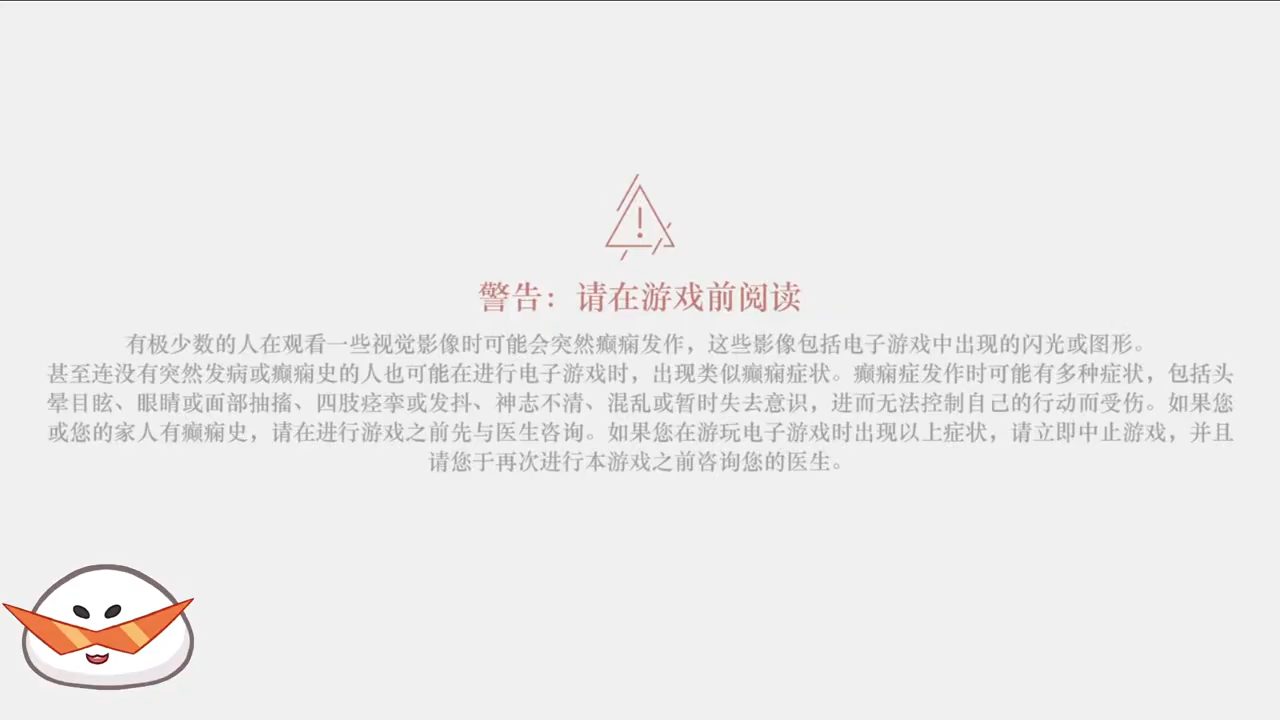 警告：请在游戏前阅读
有极少数的人在观看一些视觉影像时可能会突然癫痫发作，这些影像包括电子游戏中出现的闪光或图形。
甚至连没有突然发病或癫痫史的人也可能在进行电子游戏时，出现类似癫痫症状。癫痫症发作时可能有多种症状，包括头
晕目眩、眼睛或面部抽搐、四肢痉挛或发抖、神志不清、混乱或暂时失去意识，进而无法控制自己的行动而受伤。如果您
或您的家人有癫痫史，请在进行游戏之前先与医生咨询。如果您在游玩电子游戏时出现以上症状，请立即中止游戏，并且
请您于再次进行本游戏之前咨询您的医生。